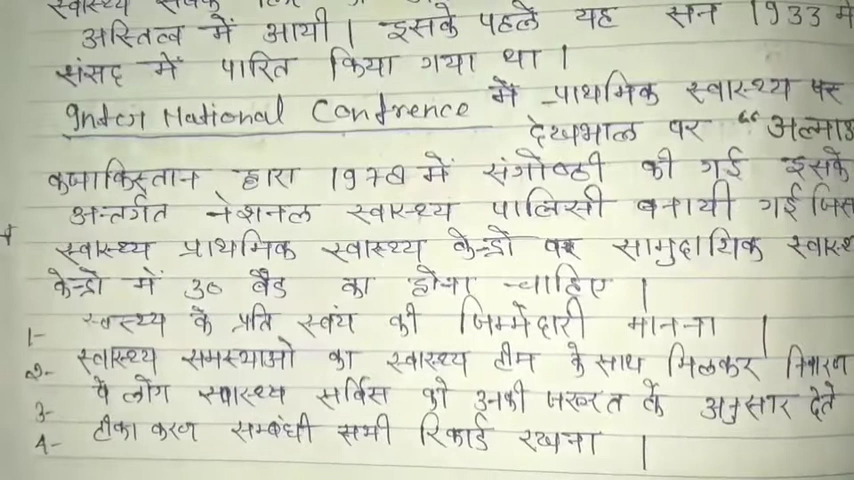 स्वास्थ्य
अस्तित्व में आयी। इसके पहले यह सन 1933 में
संसद में पारित किया गया था।
Inter National Confrence में प्राथमिक स्वास्थ्य पर
देखभाल पर "अल्माउ
कजाकिस्तान द्वारा 1978 में संगोष्ठी की गई इसके
अन्तर्गत नेशनल स्वास्थ्य पालिसी बनायी गई जिस
स्वास्थ्य प्राथमिक स्वास्थ्य केन्द्रो पर सामुदायिक स्वास्थ
केन्द्रो में 30 बैड का होना चाहिए।
1- स्वास्थ्य के प्रति स्वंय की जिम्मेदारी मानना।
2- स्वास्थ्य समस्याओ का स्वास्थ्य टीम के साथ मिलकर निवारण
3- ये लोग स्वास्थ्य सर्विस को उनकी जरूरत के अनुसार देते
4- टीका करण सम्बंधी सभी रिकार्ड रखना।